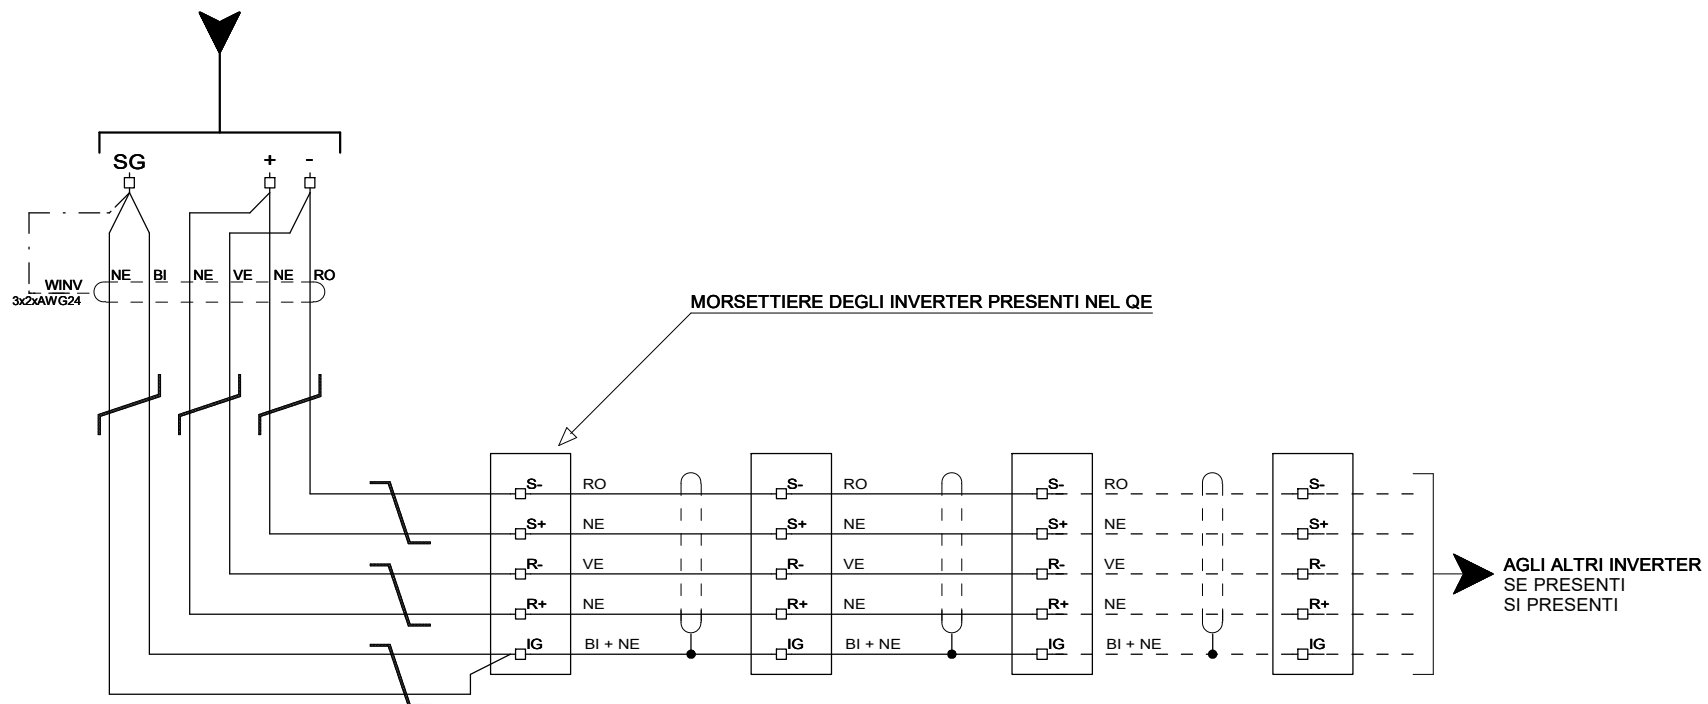 SG + -
NE BI NE VE NE RO
WINV
3x2xAWG24
MORSETTIERE DEGLI INVERTER PRESENTI NEL QE
S- RO S- RO S- RO S-
S+ NE S+ NE S+ NE S+
R- VE R- VE R- VE R-
R+ NE R+ NE R+ NE R+
IG BI + NE IG BI + NE IG BI + NE IG
AGLI ALTRI INVERTER
SE PRESENTI
SI PRESENTI